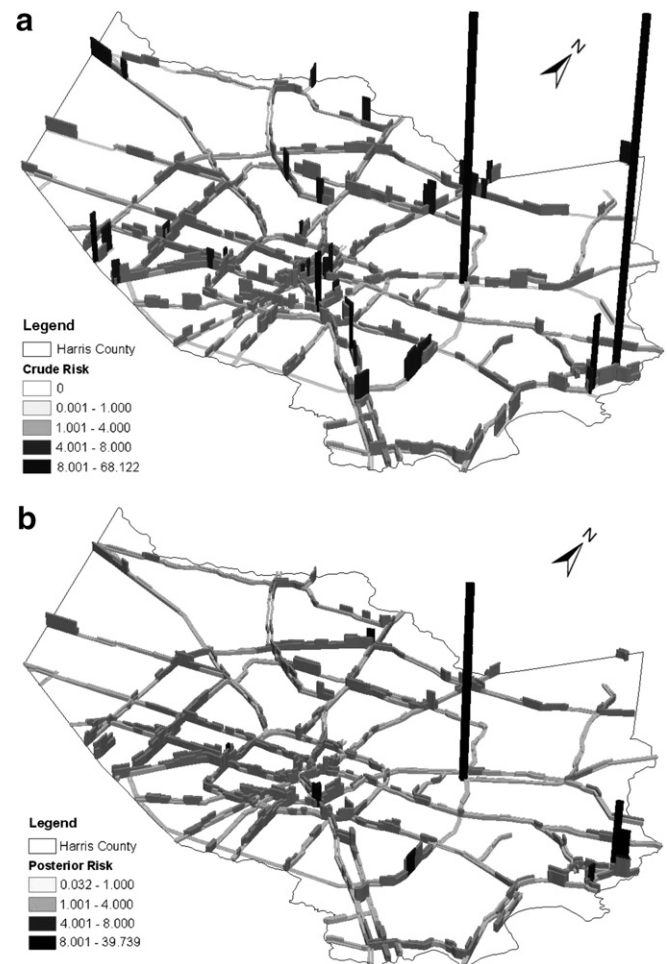 a
N
Legend
Harris County
Crude Risk
0
0.001 - 1.000
1.001 - 4.000
4.001 - 8.000
8.001 - 68.122
b
N
Legend
Harris County
Posterior Risk
0.032 - 1.000
1.001 - 4.000
4.001 - 8.000
8.001 - 39.739